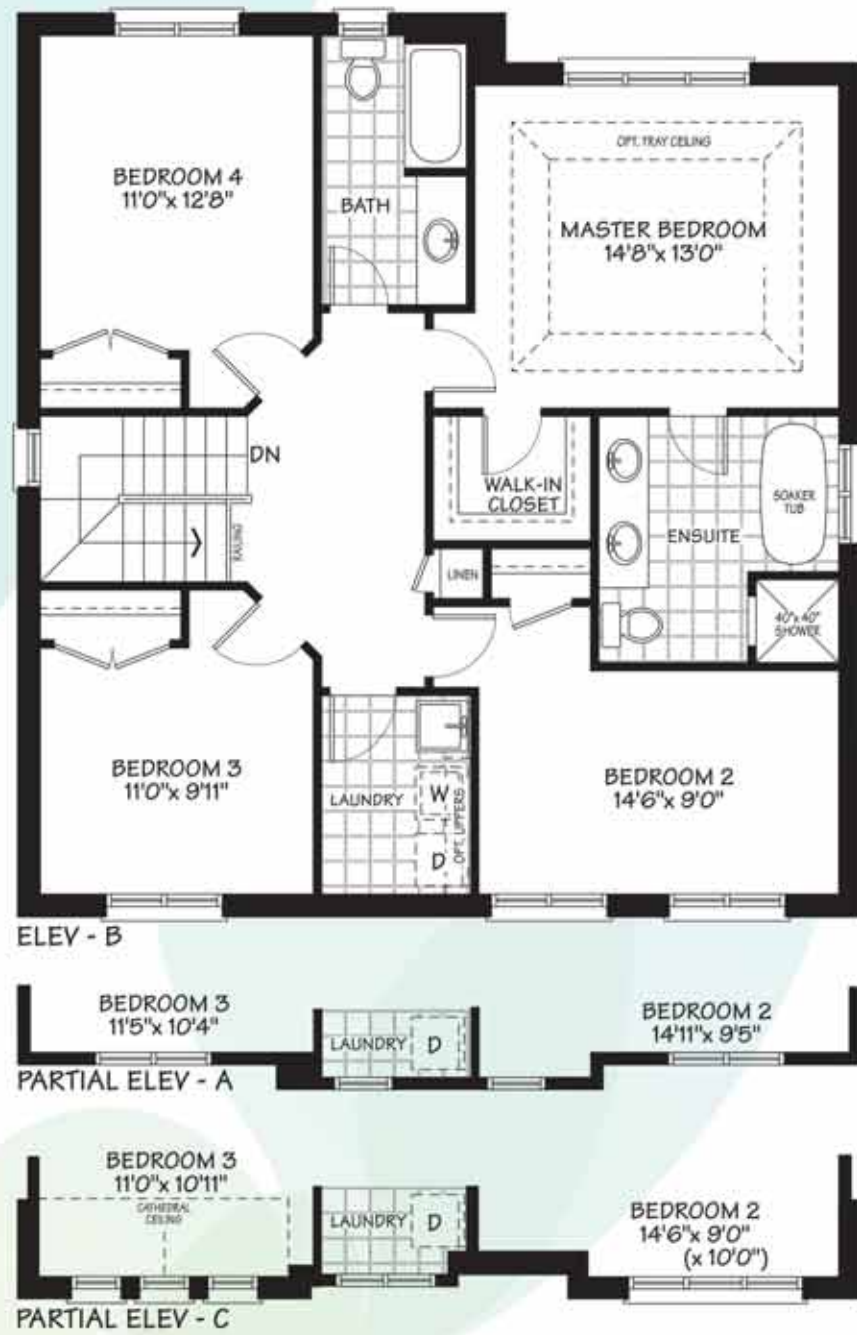 BEDROOM 4
11'0"x 12'8"
BATH
OPT. TRAY CEILING
MASTER BEDROOM
14'8"x 13'0"
DN
RAILING
WALK-IN
CLOSET
LINEN
ENSUITE
SOAKER
TUB
40"x 40"
SHOWER
BEDROOM 3
11'0"x 9'11"
LAUNDRY
W
D
OPT. UPPERS
BEDROOM 2
14'6"x 9'0"
ELEV - B
BEDROOM 3
11'5"x 10'4"
LAUNDRY
D
BEDROOM 2
14'11"x 9'5"
PARTIAL ELEV - A
BEDROOM 3
11'0"x 10'11"
CATHEDRAL
CEILING
LAUNDRY
D
BEDROOM 2
14'6"x 9'0"
(x 10'0")
PARTIAL ELEV - C